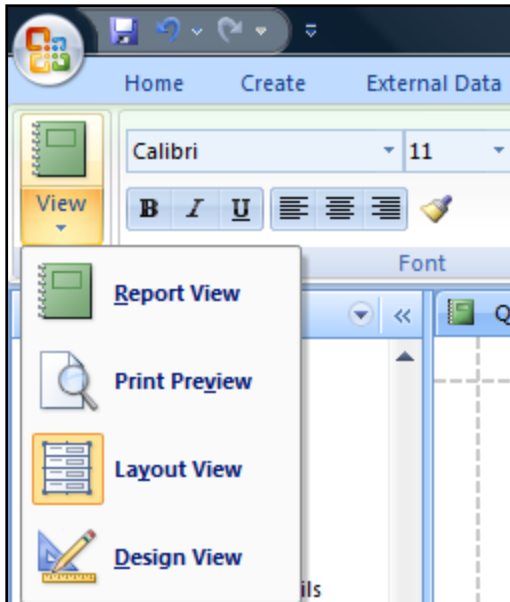 Home Create External Data
Calibri 11
View B I U
Font
Report View
Q
Print Preview
Layout View
Design View
ils